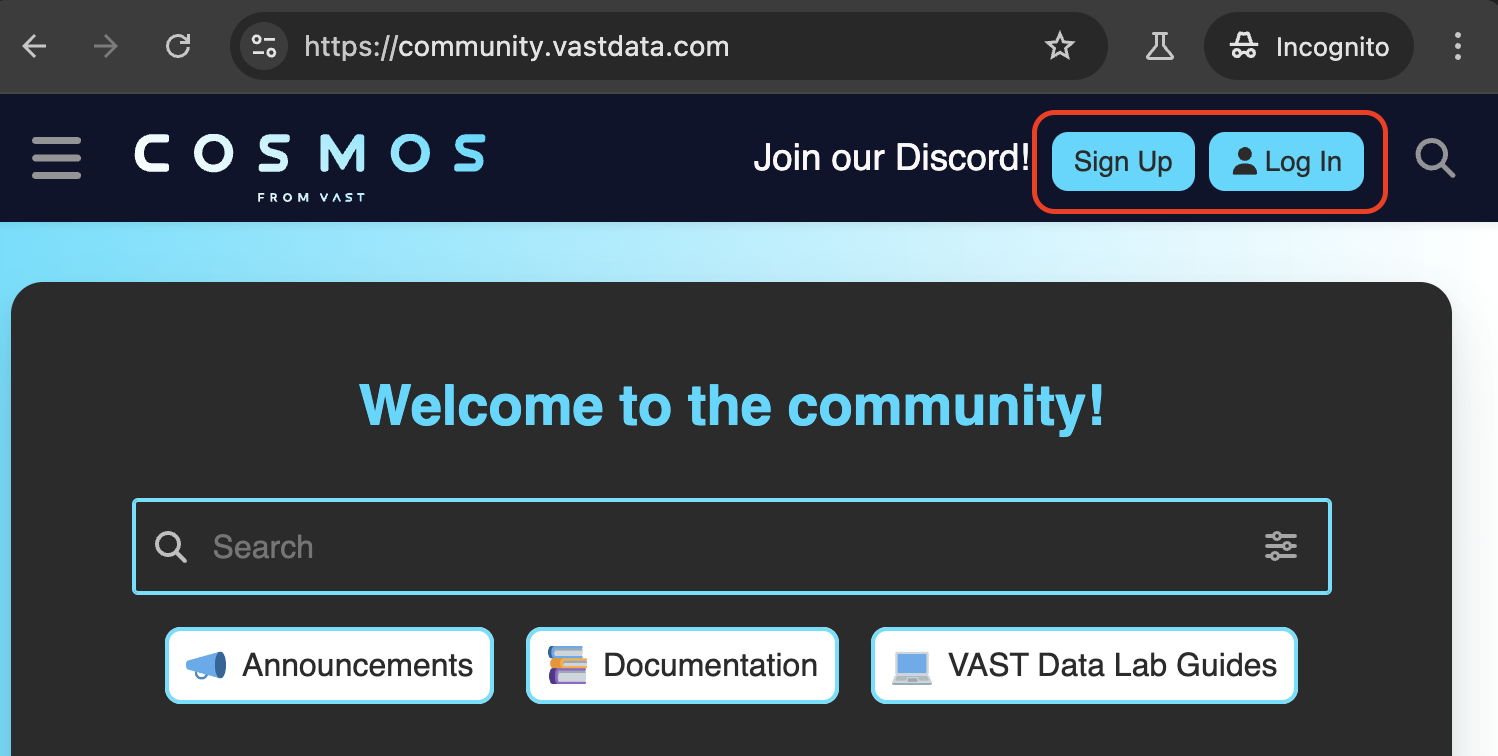 https://community.vastdata.com
Incognito
COSMOS
FROM VAST
Join our Discord!
Sign Up
Log In
Welcome to the community!
Search
Announcements
Documentation
VAST Data Lab Guides